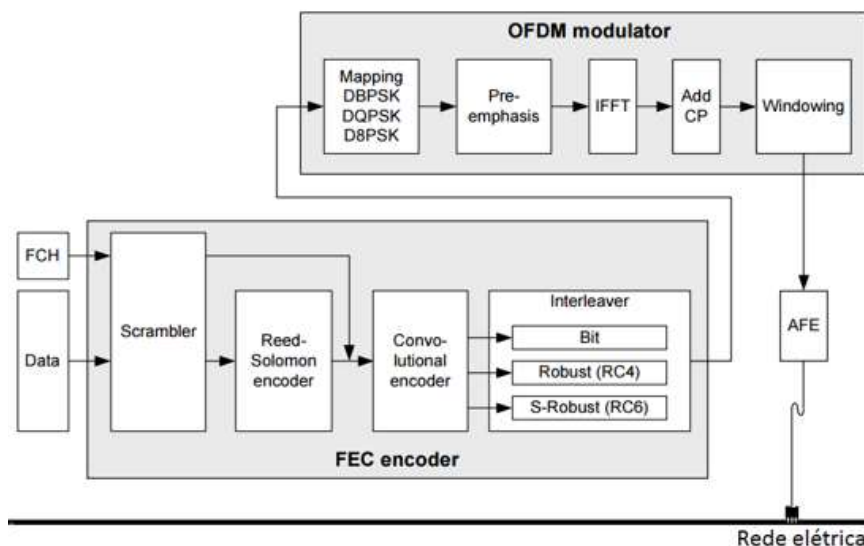 OFDM modulator
Mapping
DBPSK
DQPSK
D8PSK
Pre-
emphasis
IFFT
Add
CP
Windowing
FCH
Data
Scrambler
Reed-
Solomon
encoder
Convo-
lutional
encoder
Interleaver
Bit
Robust (RC4)
S-Robust (RC6)
FEC encoder
AFE
Rede elétrica